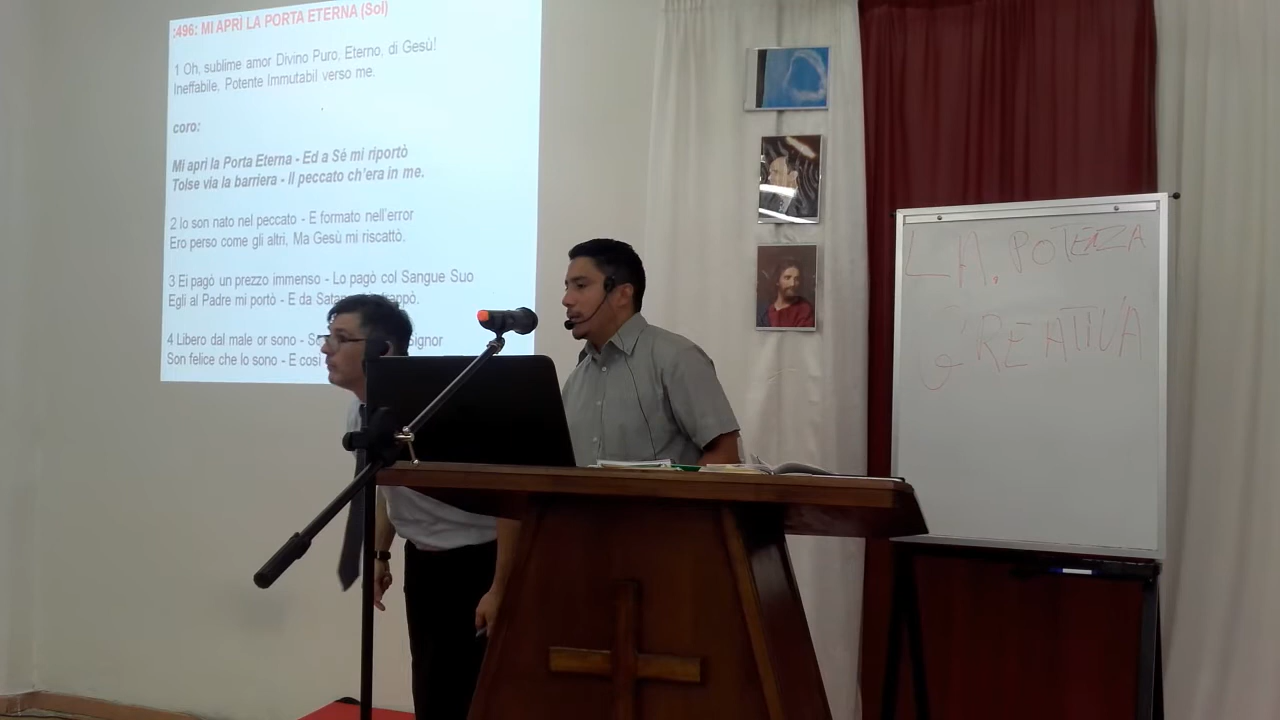 :496: MI APRÌ LA PORTA ETERNA (Sol)
1 Oh, sublime amor Divino Puro, Eterno, di Gesù!
Ineffabile, Potente Immutabil verso me.
coro:
Mi aprì la Porta Eterna - Ed a Sé mi riportò
Tolse via la barriera - Il peccato ch'era in me.
2 Io son nato nel peccato - E formato nell'error
Ero perso come gli altri, Ma Gesù mi riscattò.
3 Ei pagò un prezzo immenso - Lo pagò col Sangue Suo
Egli al Padre mi portò - E da
4 Libero dal male or sono - Signor
Son felice che lo sono - E così
LA. POTENZA
CREATIVA